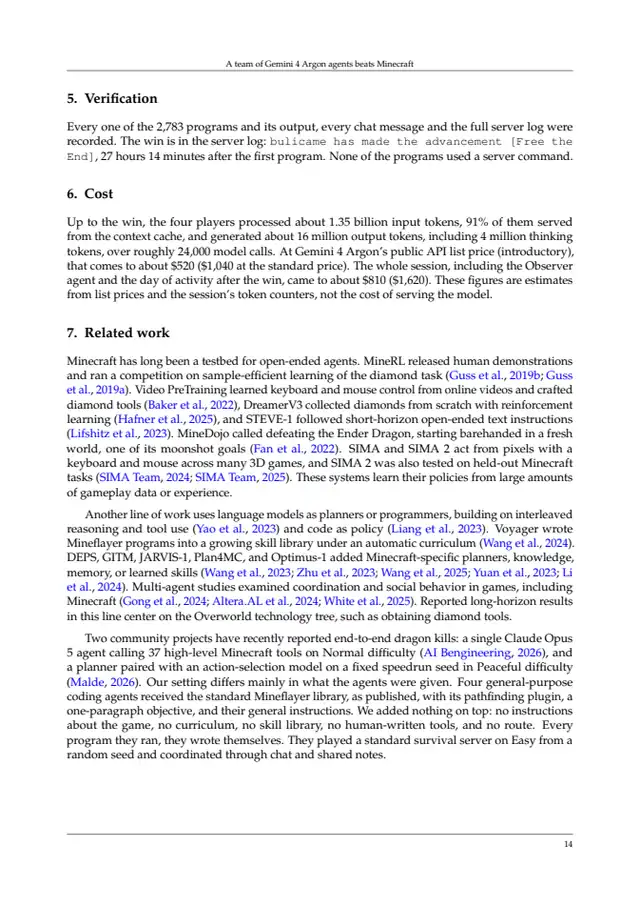 A team of Gemini 4 Argon agents beats Minecraft
5. Verification
Every one of the 2,783 programs and its output, every chat message and the full server log were
recorded. The win is in the server log: bulicame has made the advancement [Free the
End], 27 hours 14 minutes after the first program. None of the programs used a server command.
6. Cost
Up to the win, the four players processed about 1.35 billion input tokens, 91% of them served
from the context cache, and generated about 16 million output tokens, including 4 million thinking
tokens, over roughly 24,000 model calls. At Gemini 4 Argon's public API list price (introductory),
that comes to about $520 ($1,040 at the standard price). The whole session, including the Observer
agent and the day of activity after the win, came to about $810 ($1,620). These figures are estimates
from list prices and the session's token counters, not the cost of serving the model.
7. Related work
Minecraft has long been a testbed for open-ended agents. MineRL released human demonstrations
and ran a competition on sample-efficient learning of the diamond task (Guss et al., 2019b; Guss
et al., 2019a). Video PreTraining learned keyboard and mouse control from online videos and crafted
diamond tools (Baker et al., 2022), DreamerV3 collected diamonds from scratch with reinforcement
learning (Hafner et al., 2025), and STEVE-1 followed short-horizon open-ended text instructions
(Lifshitz et al., 2023). MineDojo called defeating the Ender Dragon, starting barehanded in a fresh
world, one of its moonshot goals (Fan et al., 2022). SIMA and SIMA 2 act from pixels with a
keyboard and mouse across many 3D games, and SIMA 2 was also tested on held-out Minecraft
tasks (SIMA Team, 2024; SIMA Team, 2025). These systems learn their policies from large amounts
of gameplay data or experience.
Another line of work uses language models as planners or programmers, building on interleaved
reasoning and tool use (Yao et al., 2023) and code as policy (Liang et al., 2023). Voyager wrote
Mineflayer programs into a growing skill library under an automatic curriculum (Wang et al., 2024).
DEPS, GITM, JARVIS-1, Plan4MC, and Optimus-1 added Minecraft-specific planners, knowledge,
memory, or learned skills (Wang et al., 2023; Zhu et al., 2023; Wang et al., 2025; Yuan et al., 2023; Li
et al., 2024). Multi-agent studies examined coordination and social behavior in games, including
Minecraft (Gong et al., 2024; Altera.AL et al., 2024; White et al., 2025). Reported long-horizon results
in this line center on the Overworld technology tree, such as obtaining diamond tools.
Two community projects have recently reported end-to-end dragon kills: a single Claude Opus
5 agent calling 37 high-level Minecraft tools on Normal difficulty (AI Bengineering, 2026), and
a planner paired with an action-selection model on a fixed speedrun seed in Peaceful difficulty
(Malde, 2026). Our setting differs mainly in what the agents were given. Four general-purpose
coding agents received the standard Mineflayer library, as published, with its pathfinding plugin, a
one-paragraph objective, and their general instructions. We added nothing on top: no instructions
about the game, no curriculum, no skill library, no human-written tools, and no route. Every
program they ran, they wrote themselves. They played a standard survival server on Easy from a
random seed and coordinated through chat and shared notes.
14